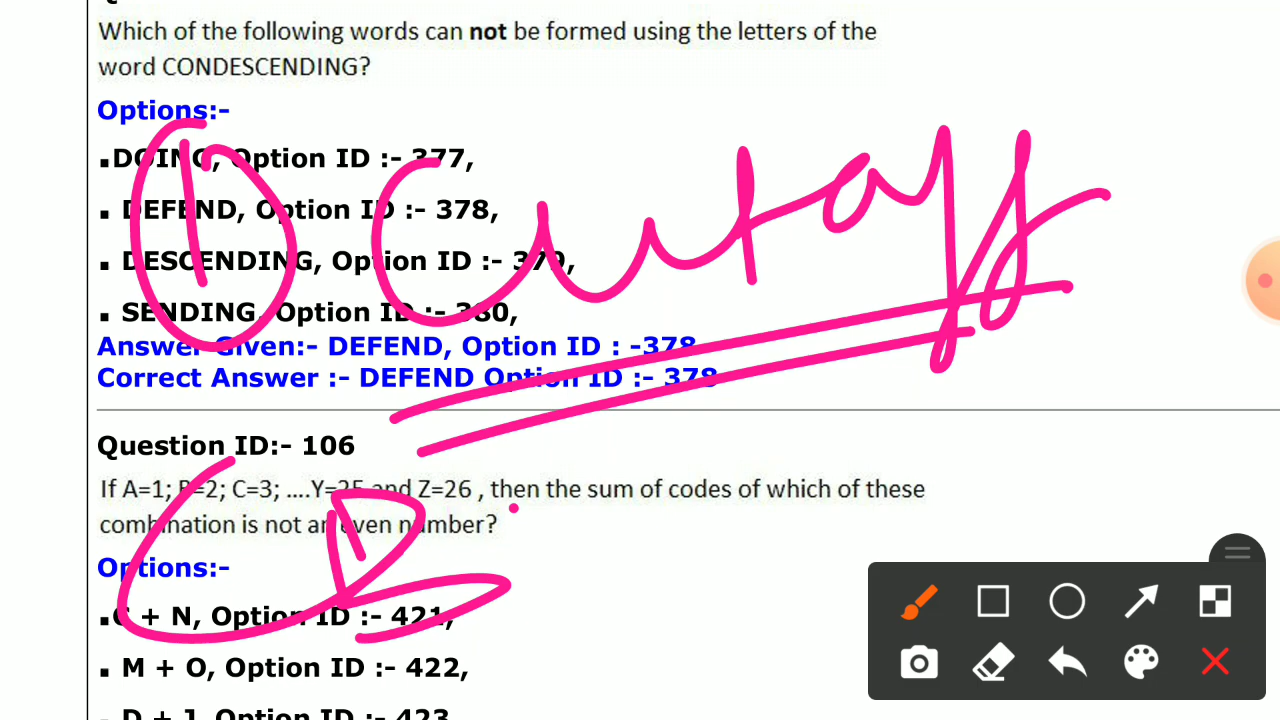 Which of the following words can not be formed using the letters of the
word CONDESCENDING?
Options:-
▪DOING, Option ID :- 377,
▪ DEFEND, Option ID :- 378,
▪ DESCENDING, Option ID :- 379,
▪ SENDING, Option ID :- 380,
Answer Given:- DEFEND, Option ID : -378
Correct Answer :- DEFEND Option ID :- 378
① Cutoff
Question ID:- 106
If A=1; B=2; C=3; ....Y=25 and Z=26 , then the sum of codes of which of these
combination is not an even number?
Options:-
▪C + N, Option ID :- 421,
▪ M + O, Option ID :- 422,
Option ID :- 423